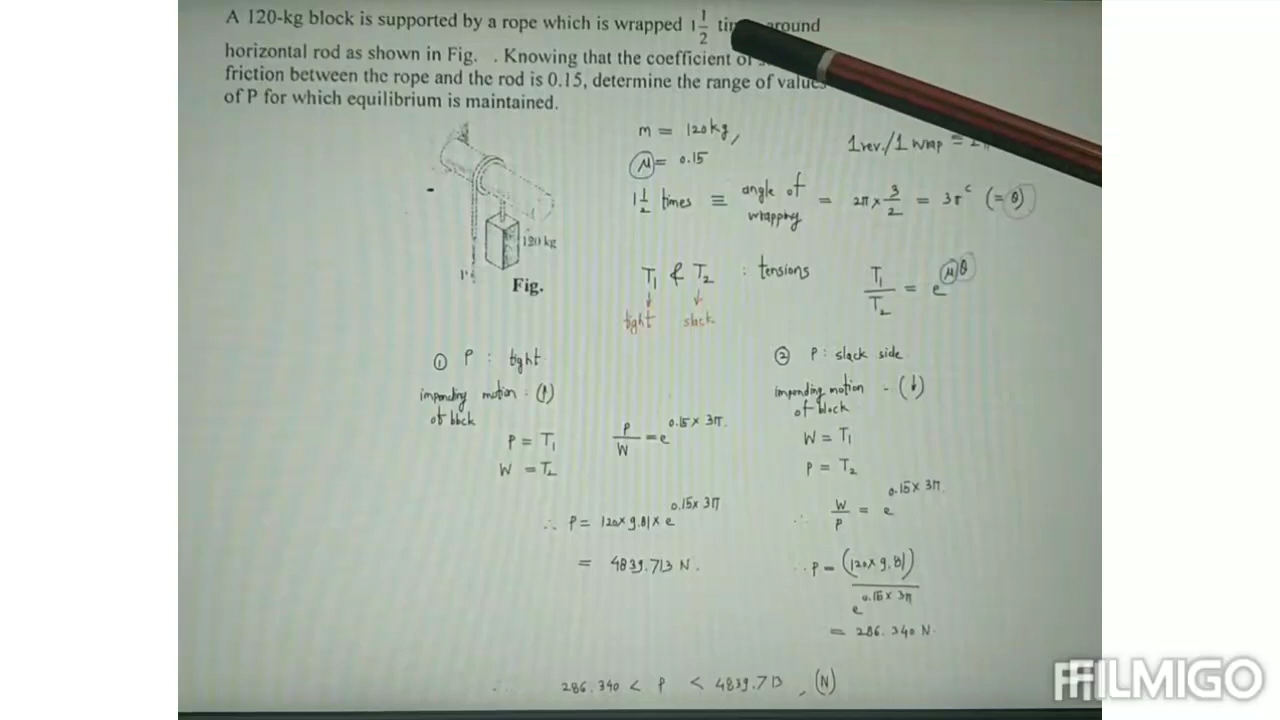 A 120-kg block is supported by a rope which is wrapped 1 1/2 around
horizontal rod as shown in Fig. . Knowing that the coefficient of
friction between the rope and the rod is 0.15, determine the range of values
of P for which equilibrium is maintained.
m = 120kg,
1rev./1 wrap =
μ = 0.15
1 1/2 times ≡ angle of wrapping = 2π × 3/2 = 3π^c (= θ)
120 kg
P
Fig.
T₁ & T₂ : tensions
T₁/T₂ = e^μθ
tight slack
① P : tight
impending motion : (↑)
of block
P = T₁
W = T₂
P/W = e^0.15 × 3π.
∴ P = 120 × 9.81 × e^0.15 × 3π
= 4839.713 N.
② P : slack side
impending motion - (↓)
of block
W = T₁
P = T₂
∴ W/P = e^0.15 × 3π
∴ P = (120 × 9.81)/e^0.15 × 3π
= 286.340 N.
∴ 286.340 < P < 4839.713 , (N)
FILMIGO